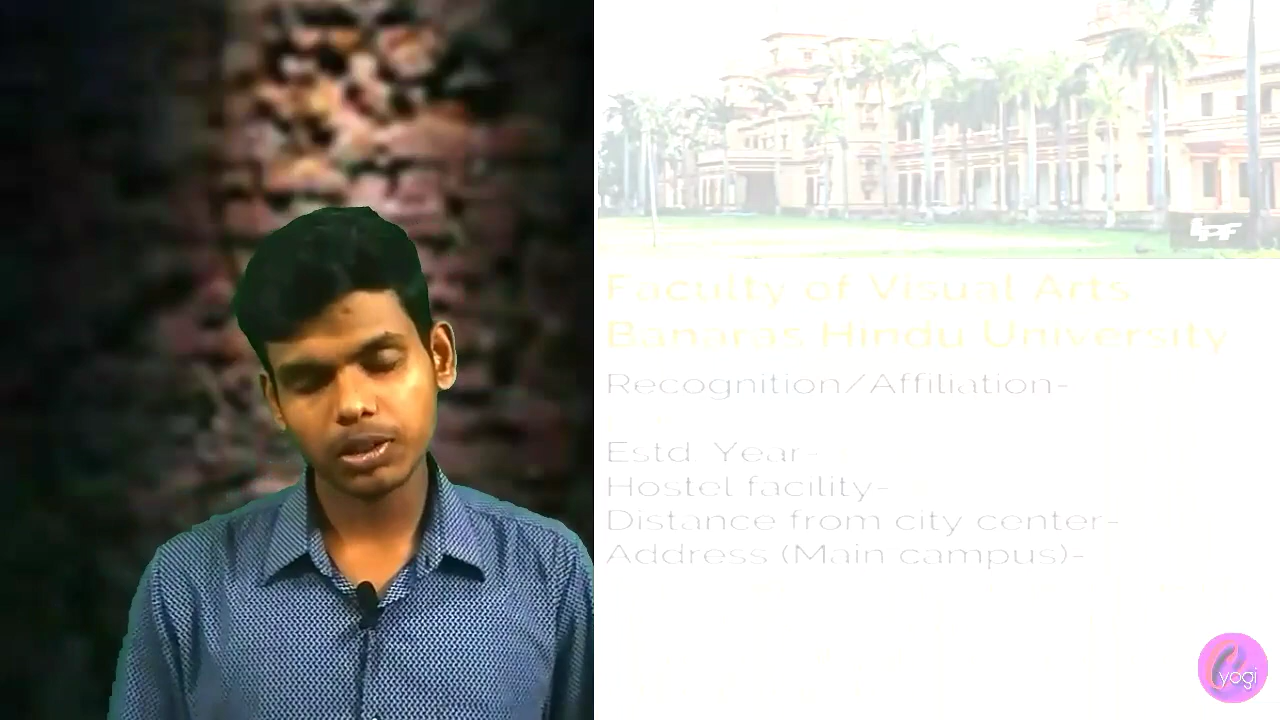 Faculty of Visual Arts
Banaras Hindu University
Recognition/Affiliation-
Estd. Year-
Hostel facility-
Distance from city center-
Address (Main campus)-
yogi